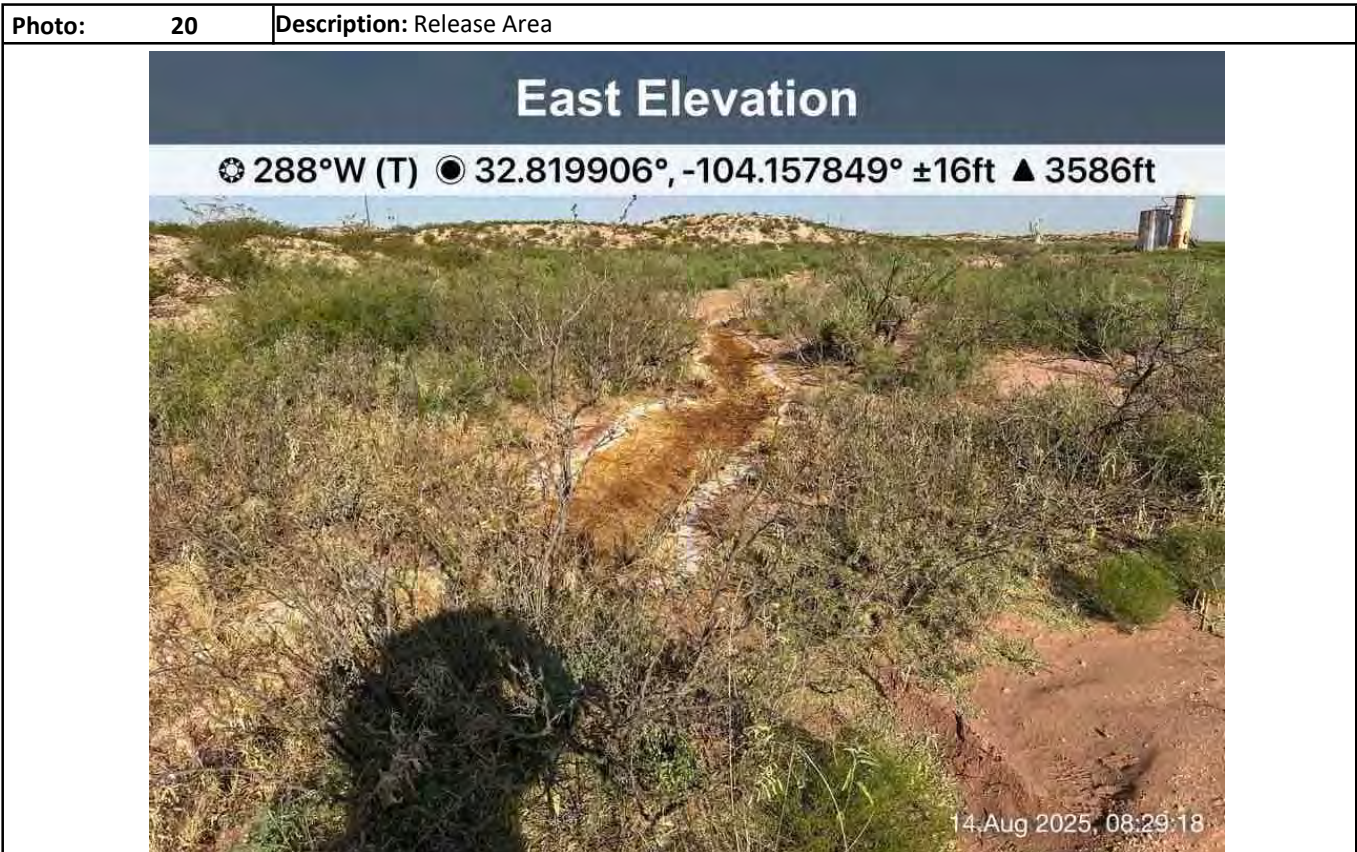 Photo: 20 Description: Release Area
East Elevation
288°W (T) 32.819906°, -104.157849° ±16ft ▲ 3586ft
14 Aug 2025, 08:29:18